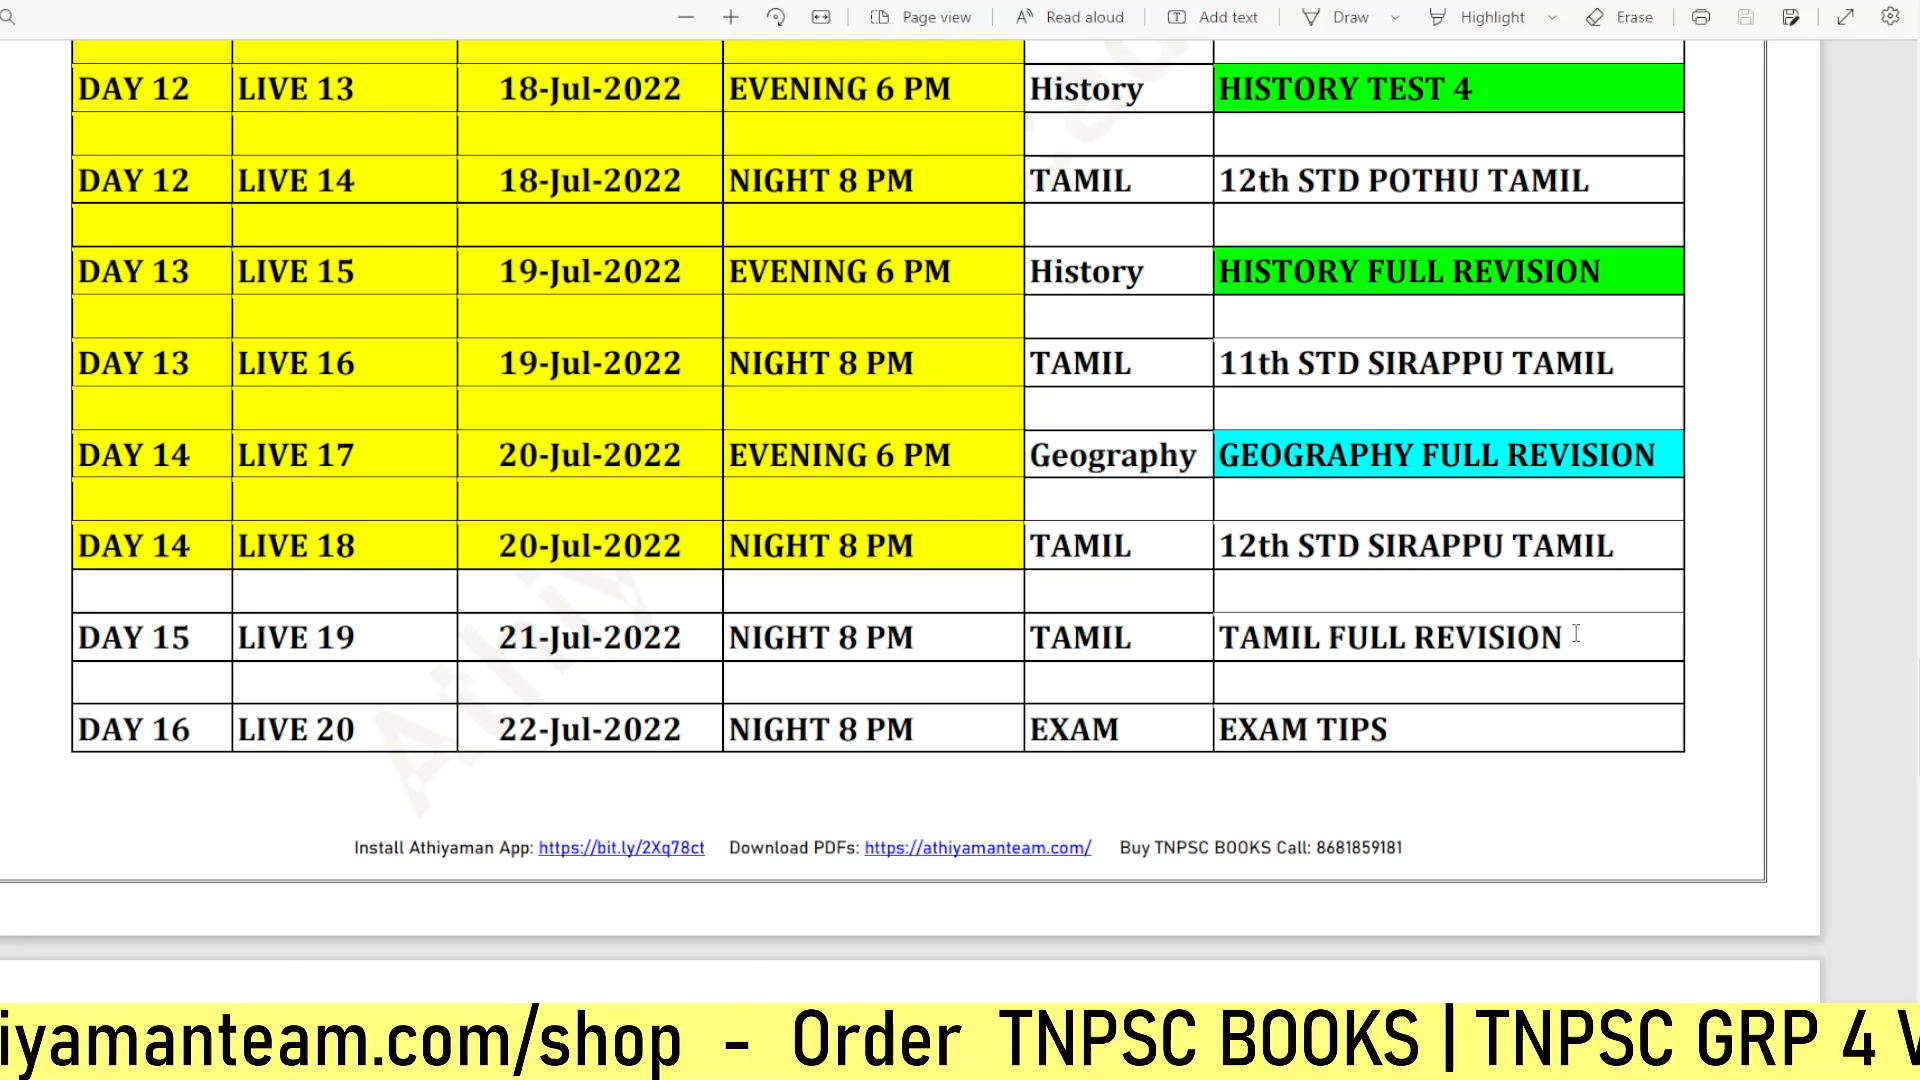 Page view Read aloud Add text Draw Highlight Erase
DAY 12 LIVE 13 18-Jul-2022 EVENING 6 PM History HISTORY TEST 4
DAY 12 LIVE 14 18-Jul-2022 NIGHT 8 PM TAMIL 12th STD POTHU TAMIL
DAY 13 LIVE 15 19-Jul-2022 EVENING 6 PM History HISTORY FULL REVISION
DAY 13 LIVE 16 19-Jul-2022 NIGHT 8 PM TAMIL 11th STD SIRAPPU TAMIL
DAY 14 LIVE 17 20-Jul-2022 EVENING 6 PM Geography GEOGRAPHY FULL REVISION
DAY 14 LIVE 18 20-Jul-2022 NIGHT 8 PM TAMIL 12th STD SIRAPPU TAMIL
DAY 15 LIVE 19 21-Jul-2022 NIGHT 8 PM TAMIL TAMIL FULL REVISION
DAY 16 LIVE 20 22-Jul-2022 NIGHT 8 PM EXAM EXAM TIPS
Install Athiyaman App: https://bit.ly/2Xq78ct Download PDFs: https://athiyamanteam.com/ Buy TNPSC BOOKS Call: 8681859181
iyamanteam.com/shop - Order TNPSC BOOKS | TNPSC GRP 4 V